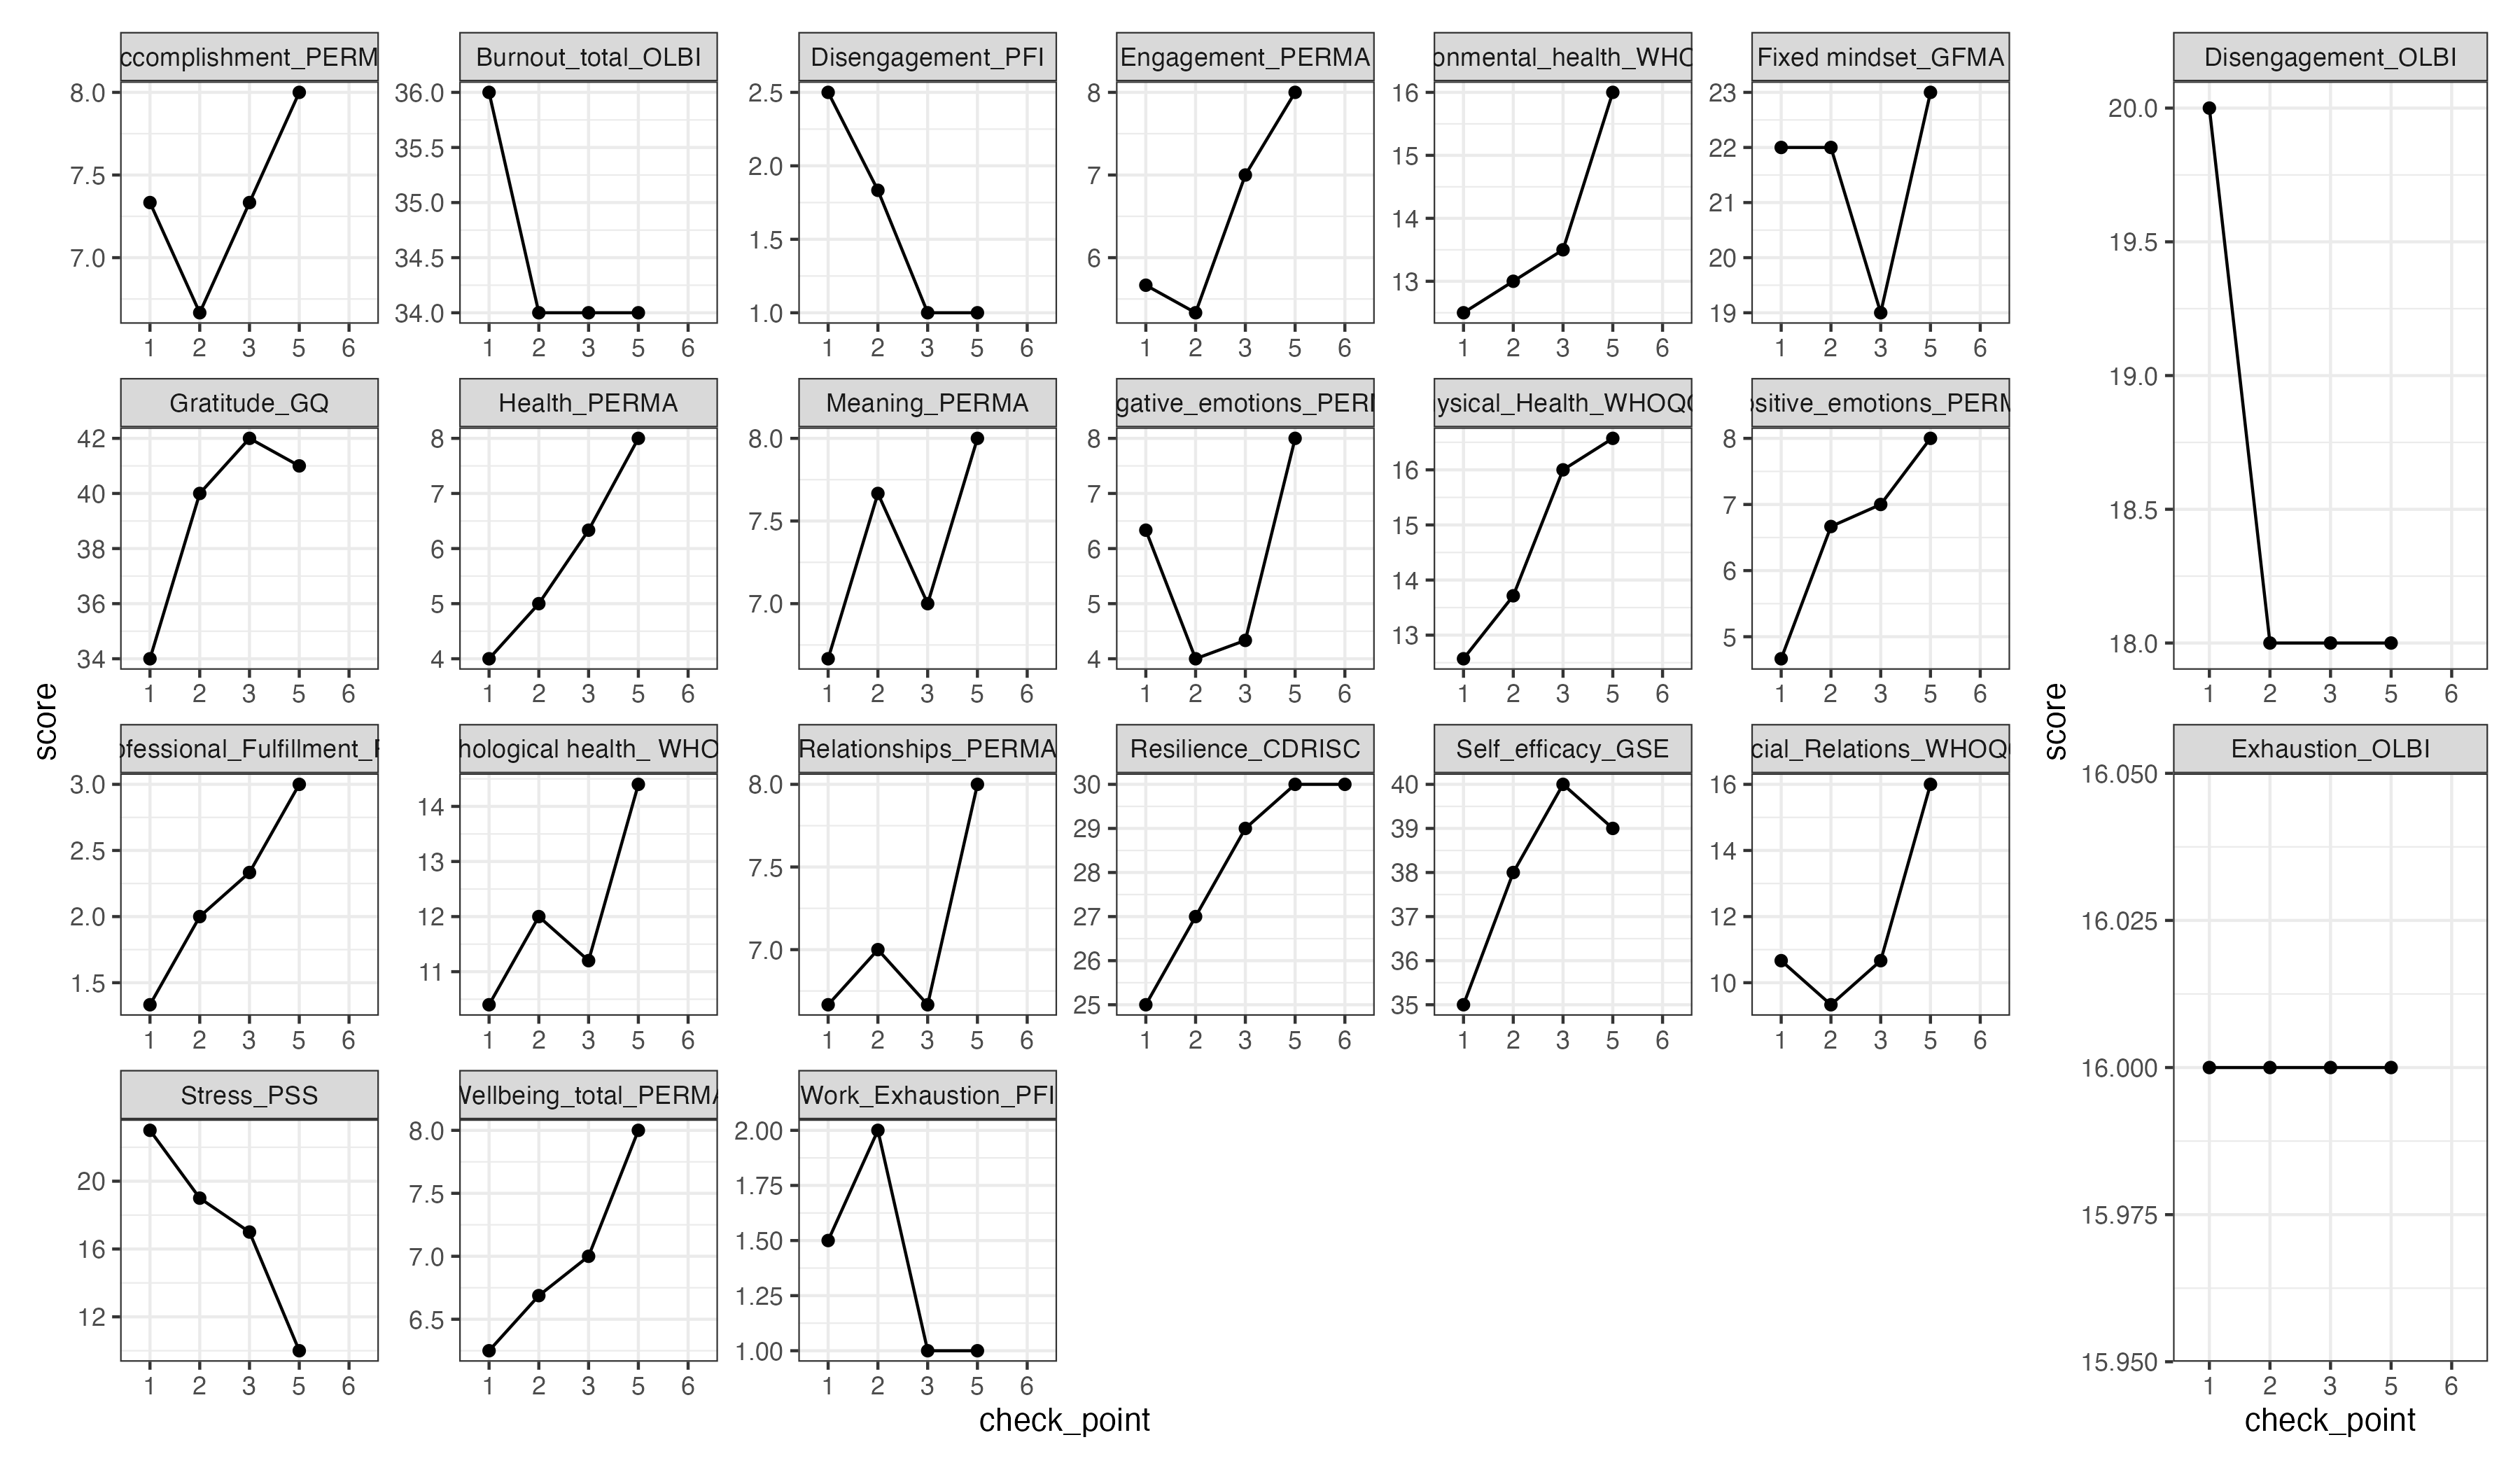 ccomplishment_PERM
8.0
7.5
7.0
1 2 3 5 6
Burnout_total_OLBI
36.0
35.5
35.0
34.5
34.0
1 2 3 5 6
Disengagement_PFI
2.5
2.0
1.5
1.0
1 2 3 5 6
Engagement_PERMA
8
7
6
1 2 3 5 6
onmental_health_WHO
16
15
14
13
1 2 3 5 6
Fixed mindset_GFMA
23
22
21
20
19
1 2 3 5 6
Gratitude_GQ
42
40
38
36
34
1 2 3 5 6
Health_PERMA
8
7
6
5
4
1 2 3 5 6
Meaning_PERMA
8.0
7.5
7.0
1 2 3 5 6
gative_emotions_PERM
8
7
6
5
4
1 2 3 5 6
ysical_Health_WHOQO
16
15
14
13
1 2 3 5 6
ositive_emotions_PERM
8
7
6
5
1 2 3 5 6
ofessional_Fulfillment_P
3.0
2.5
2.0
1.5
1 2 3 5 6
hological health_ WHO
14
13
12
11
1 2 3 5 6
Relationships_PERMA
8.0
7.5
7.0
1 2 3 5 6
Resilience_CDRISC
30
29
28
27
26
25
1 2 3 5 6
Self_efficacy_GSE
40
39
38
37
36
35
1 2 3 5 6
cial_Relations_WHOQO
16
14
12
10
1 2 3 5 6
Stress_PSS
20
16
12
1 2 3 5 6
Wellbeing_total_PERMA
8.0
7.5
7.0
6.5
1 2 3 5 6
Work_Exhaustion_PFI
2.00
1.75
1.50
1.25
1.00
1 2 3 5 6
score
check_point
Disengagement_OLBI
20.0
19.5
19.0
18.5
18.0
1 2 3 5 6
Exhaustion_OLBI
16.050
16.025
16.000
15.975
15.950
1 2 3 5 6
score
check_point